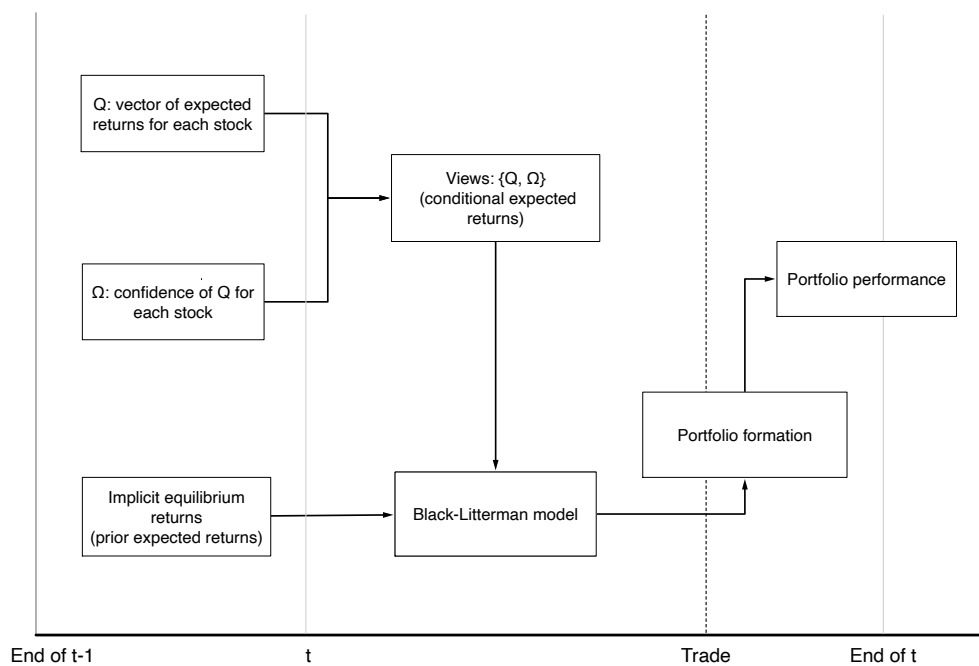 Q: vector of expected
returns for each stock
Views: {Q, Ω}
(conditional expected
returns)
Ω: confidence of Q for
each stock
Portfolio performance
Portfolio formation
Implicit equilibrium
returns
(prior expected returns)
Black-Litterman model
End of t-1
t
Trade
End of t